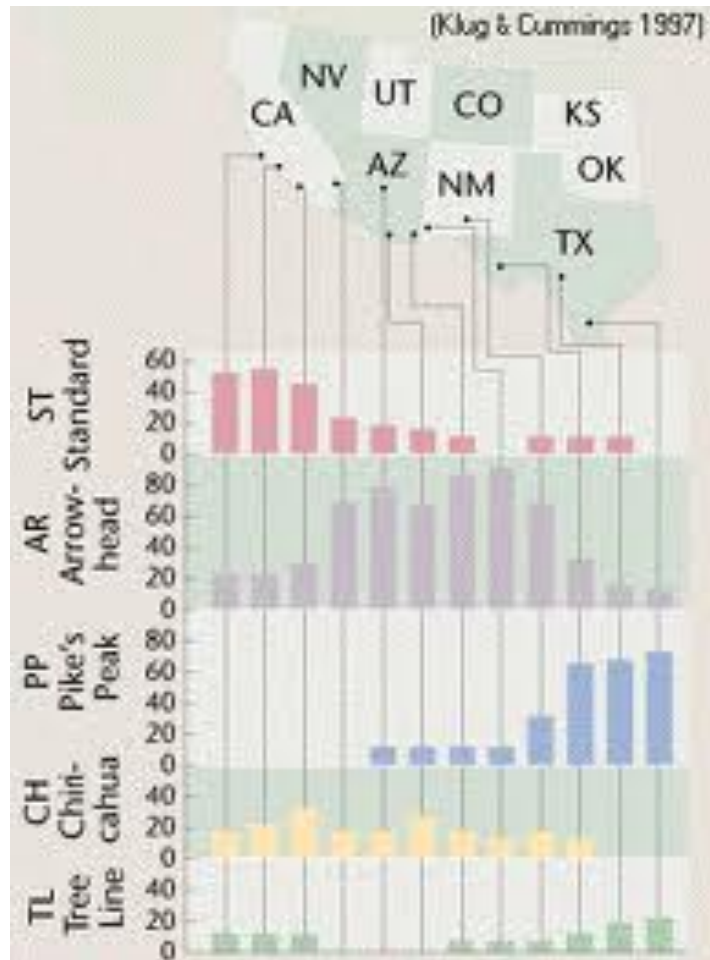 (Klug & Cummings 1997)
NV
UT
CO
KS
CA
AZ
NM
OK
TX
ST
Standard
60
40
20
0
AR
Arrow-
head
80
60
40
20
0
PP
Pike's
Peak
80
60
40
20
0
CH
Chiri-
cahua
40
20
0
TL
Tree
Line
40
20
0